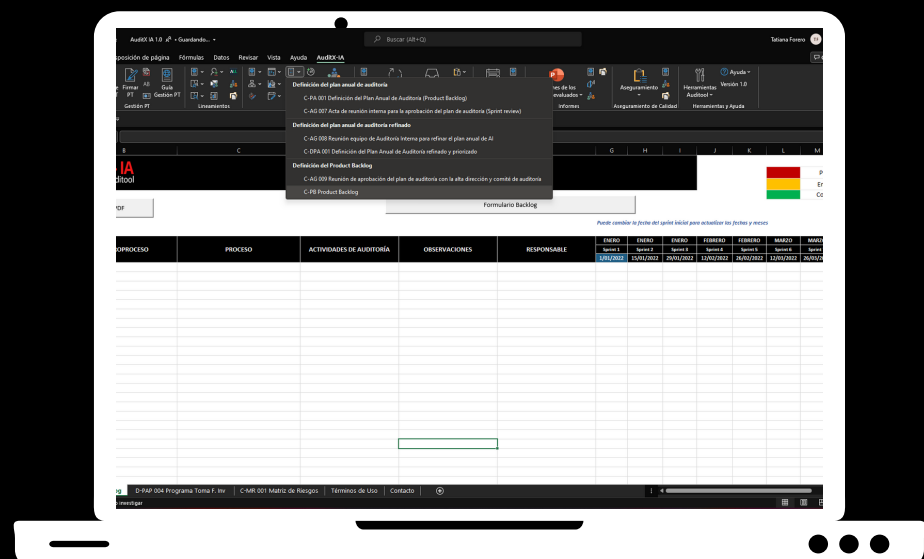 AuditX IA 1.0
Guardando...
Buscar (Alt+Q)
Tatiana Forero
Fórmulas Datos Revisar Vista Ayuda AuditX-IA
Firmar PT
Guía Gestión PT
Gestión PT
Lineamientos
Informes
Aseguramiento
Aseguramiento de Calidad
Herramientas Auditool
Ayuda
Versión 1.0
Herramientas y Ayuda
Definición del plan anual de auditoría
C-PA 001 Definición del Plan Anual de Auditoría (Product Backlog)
C-AG 007 Acta de reunión interna para la aprobación del plan de auditoría (Sprint review)
Definición del plan anual de auditoría refinado
C-AG 008 Reunión equipo de Auditoría Interna para refinar el plan anual de AI
C-DPA 001 Definición del Plan Anual de Auditoría refinado y priorizado
Definición del Product Backlog
C-AG 009 Reunión de aprobación del plan de auditoría con la alta dirección y comité de auditoría
C-PB Product Backlog
B C G H I J K L M
IA
ditool
PDF
Formulario Backlog
Puede cambiar la fecha del sprint inicial para actualizar las fechas y meses
OPROCESO PROCESO ACTIVIDADES DE AUDITORÍA OBSERVACIONES RESPONSABLE
ENERO ENERO ENERO FEBRERO FEBRERO MARZO
Sprint 1 Sprint 2 Sprint 3 Sprint 4 Sprint 5 Sprint 6
1/01/2022 15/01/2022 29/01/2022 12/02/2022 26/02/2022 12/03/2022
D-PAP 004 Programa Toma F. Inv C-MR 001 Matriz de Riesgos Términos de Uso Contacto
investigar